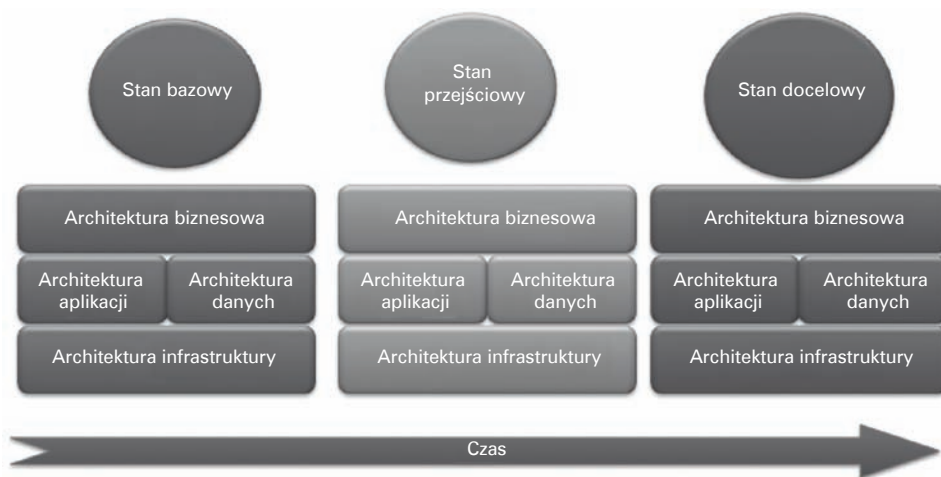 Stan bazowy
Stan
przejściowy
Stan docelowy
Architektura biznesowa
Architektura biznesowa
Architektura biznesowa
Architektura
aplikacji
Architektura
danych
Architektura
aplikacji
Architektura
danych
Architektura
aplikacji
Architektura
danych
Architektura infrastruktury
Architektura infrastruktury
Architektura infrastruktury
Czas